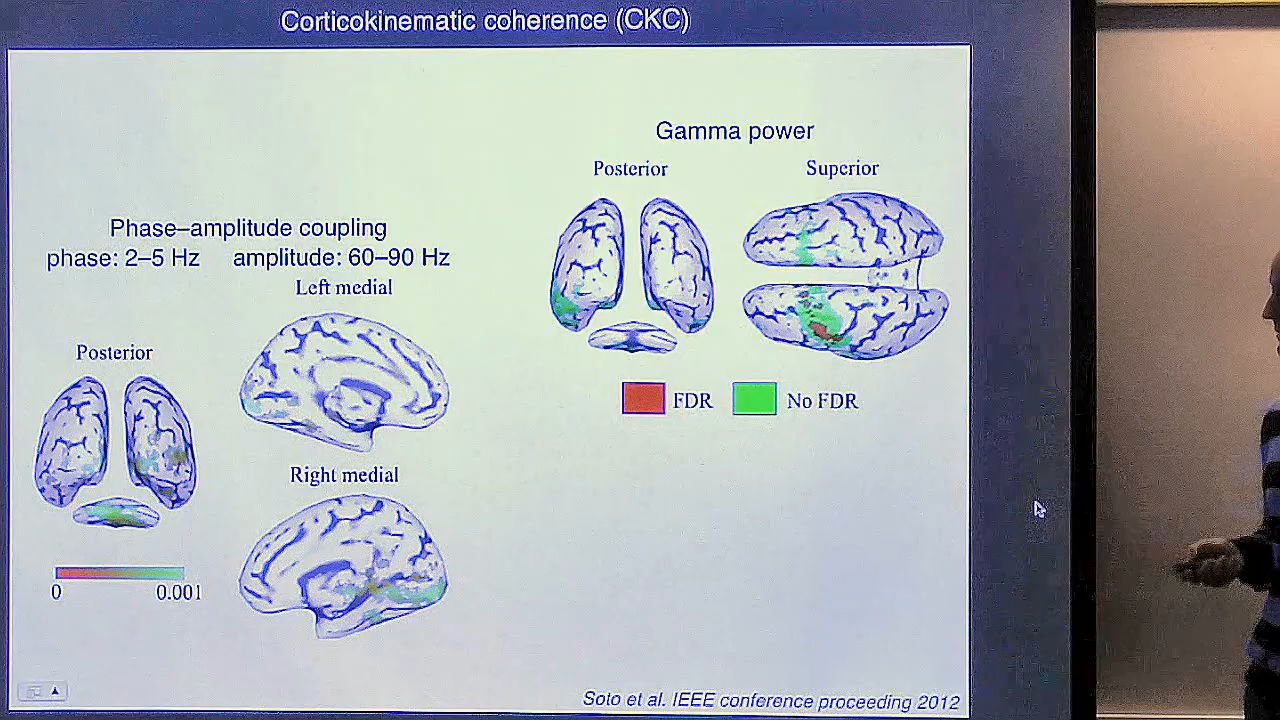 Corticokinematic coherence (CKC)
Gamma power
Posterior Superior
Phase–amplitude coupling
phase: 2–5 Hz amplitude: 60–90 Hz
Left medial
Posterior
FDR No FDR
Right medial
0 0.001
Soto et al. IEEE conference proceeding 2012